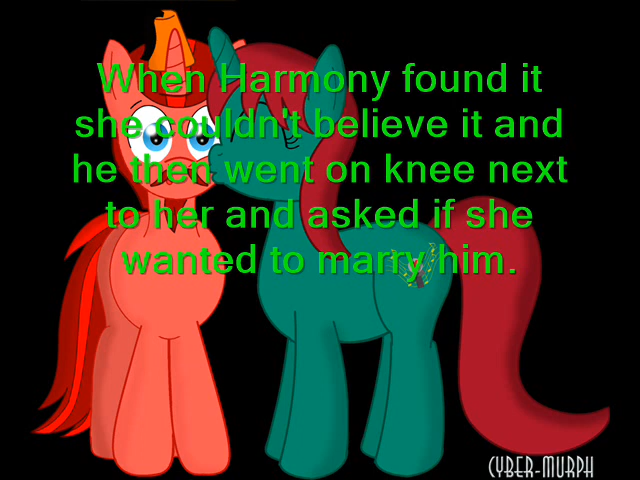 When Harmony found it
she couldn't believe it and
he then went on knee next
to her and asked if she
wanted to marry him.
CYBER-MURPH